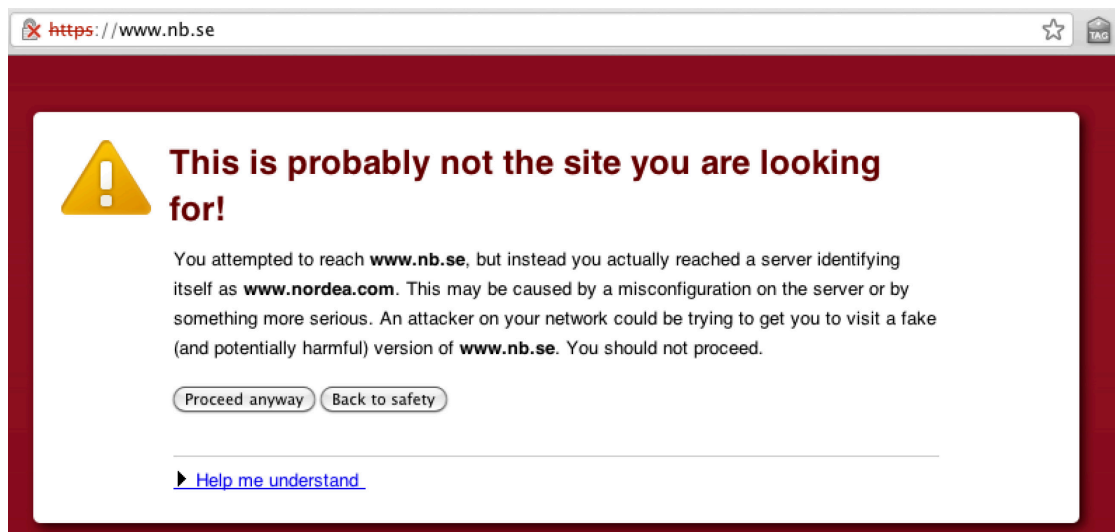 https://www.nb.se
TAG
This is probably not the site you are looking
for!
You attempted to reach www.nb.se, but instead you actually reached a server identifying
itself as www.nordea.com. This may be caused by a misconfiguration on the server or by
something more serious. An attacker on your network could be trying to get you to visit a fake
(and potentially harmful) version of www.nb.se. You should not proceed.
Proceed anyway Back to safety
Help me understand